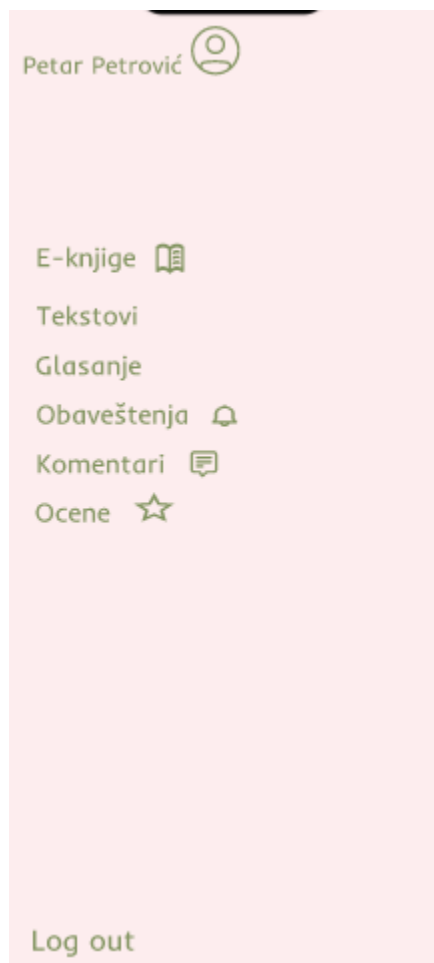 Petar Petrović
E-knjige
Tekstovi
Glasanje
Obaveštenja
Komentari
Ocene
Log out